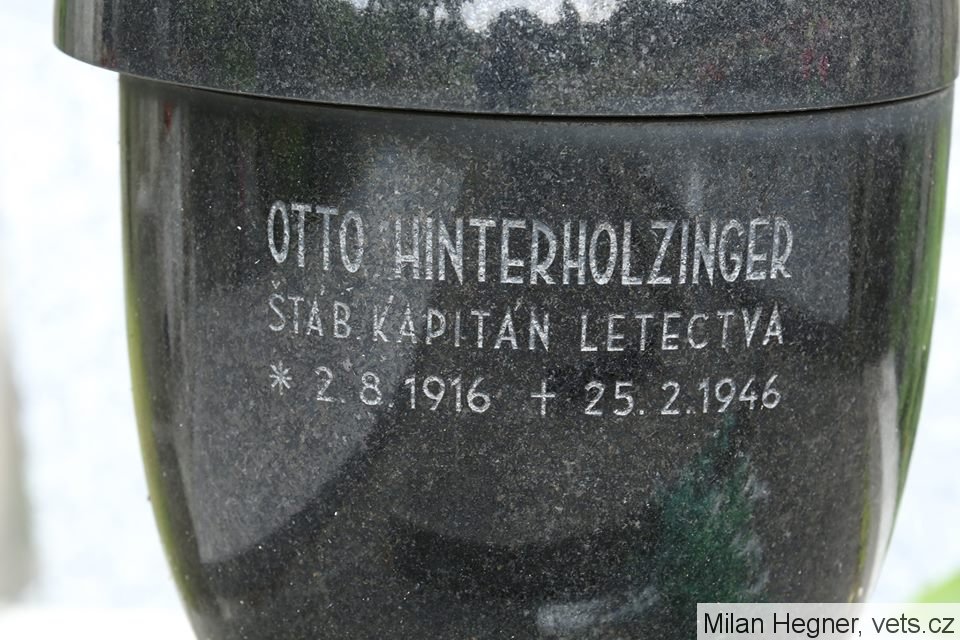 OTTO HINTERHOLZINGER
ŠTÁB. KAPITÁN LETECTVA
* 2. 8. 1916 + 25. 2. 1946
Milan Hegner, vets.cz